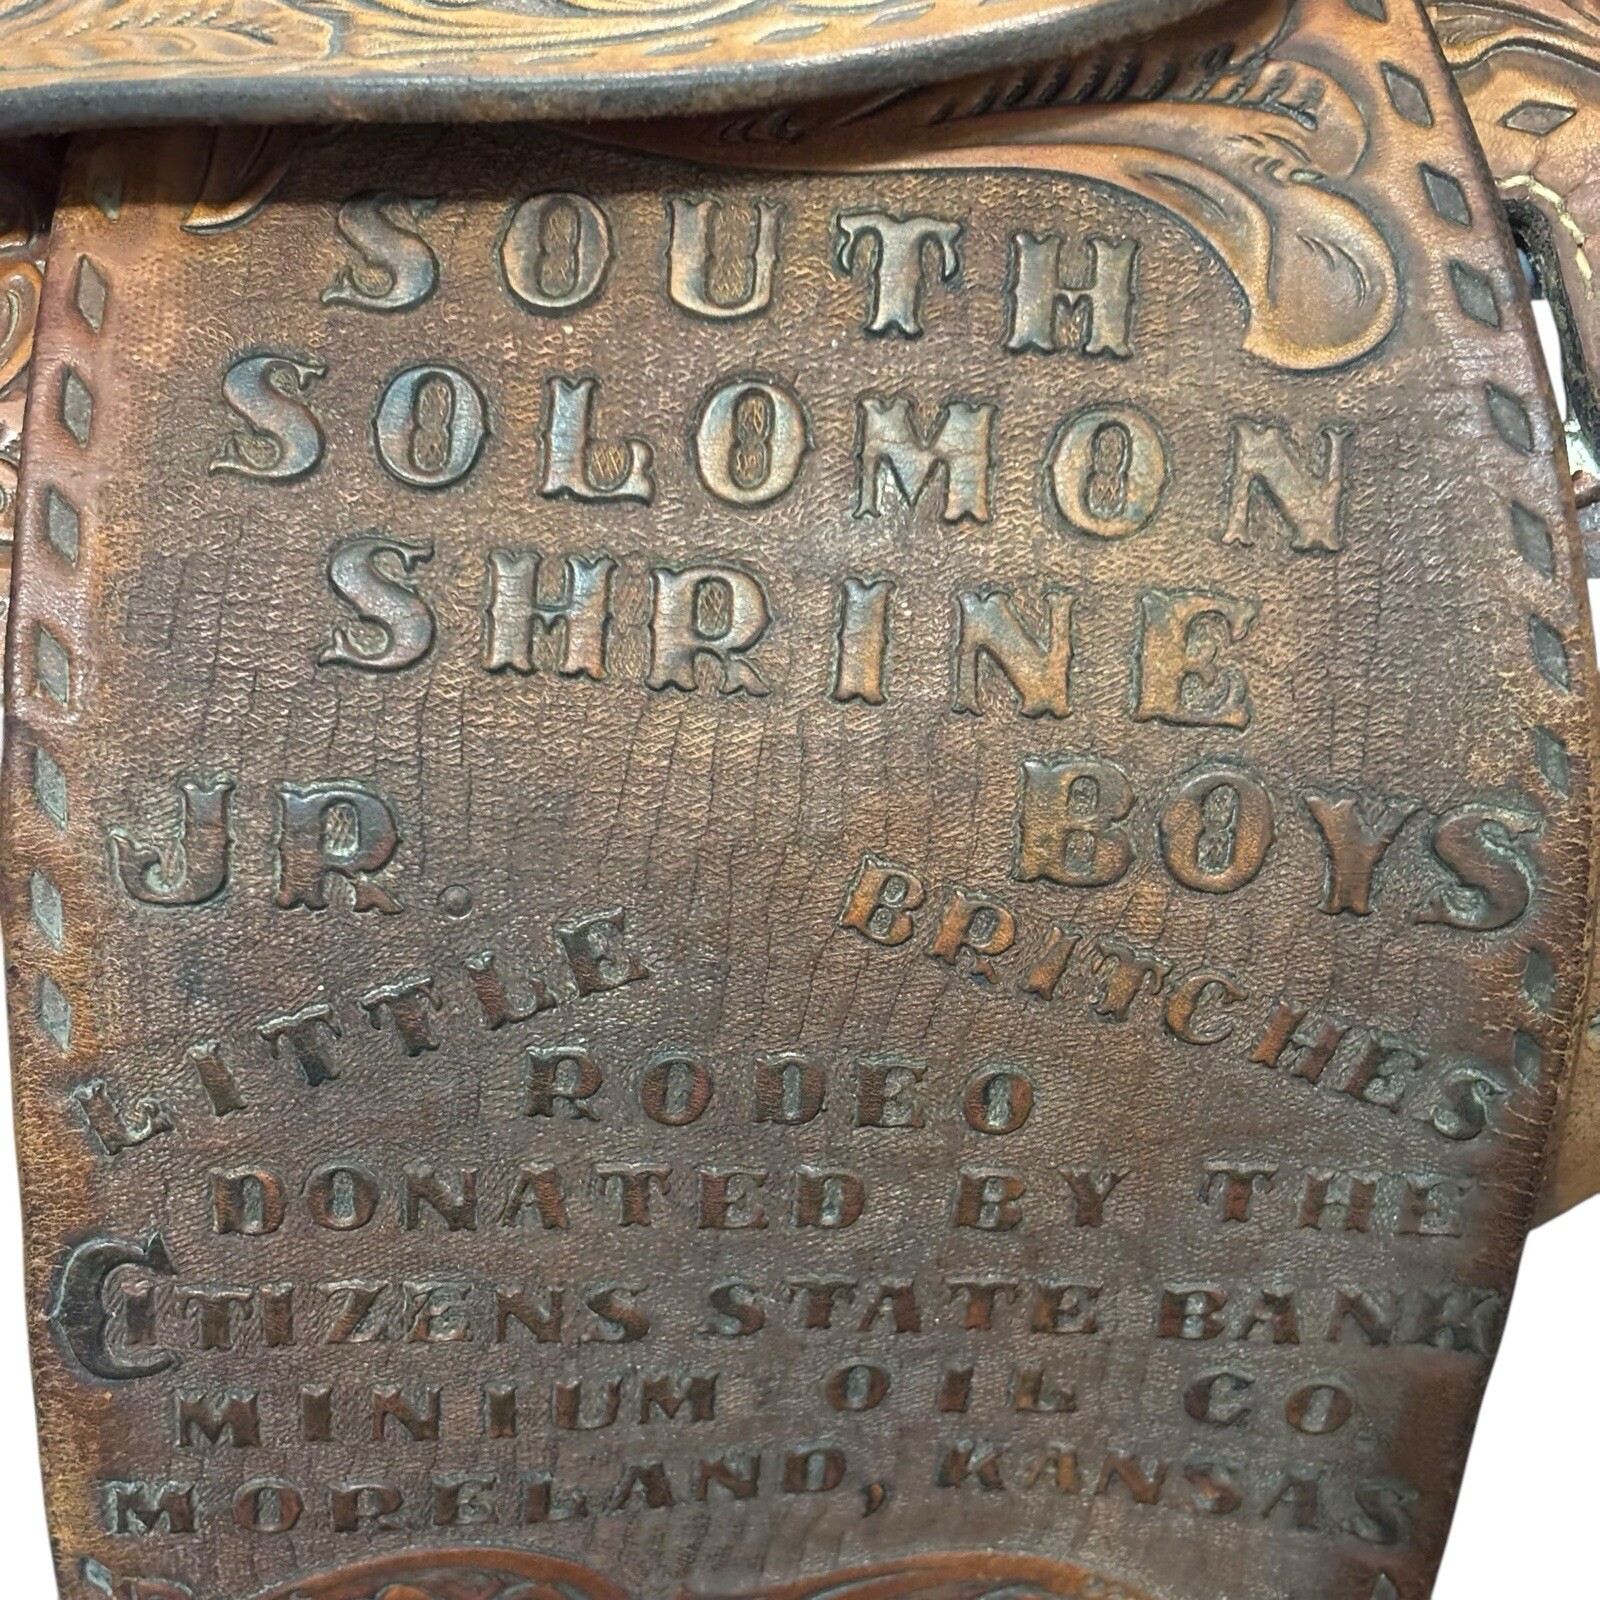 SOUTH
SOLOMON
SHRINE
JR. BOYS
LITTLE BRITCHES
RODEO
DONATED BY THE
CITIZENS STATE BANK
MINIUM OIL CO.
MORELAND, KANSAS